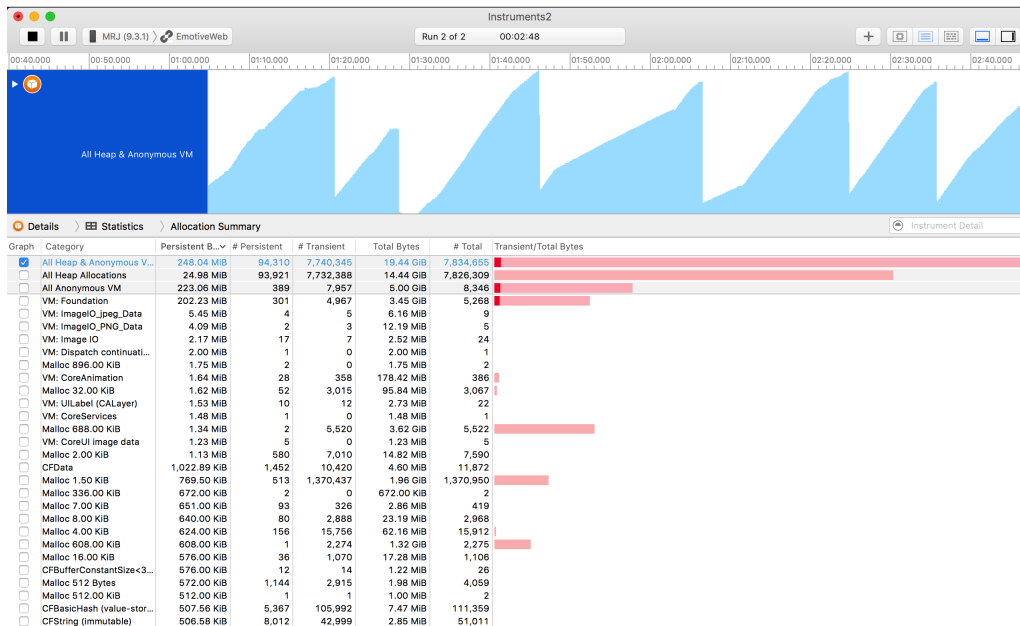 Instruments2
MRJ (9.3.1) EmotiveWeb Run 2 of 2 00:02:48
00:40.000 00:50.000 01:00.000 01:10.000 01:20.000 01:30.000 01:40.000 01:50.000 02:00.000 02:10.000 02:20.000 02:30.000 02:40.000
All Heap & Anonymous VM
Details Statistics Allocation Summary Instrument Detail
Graph Category Persistent B... # Persistent # Transient Total Bytes # Total Transient/Total Bytes
All Heap & Anonymous V... 248.04 MiB 94,310 7,740,345 19.44 GiB 7,834,655
All Heap Allocations 24.98 MiB 93,921 7,732,388 14.44 GiB 7,826,309
All Anonymous VM 223.06 MiB 389 7,957 5.00 GiB 8,346
VM: Foundation 202.23 MiB 301 4,967 3.45 GiB 5,268
VM: ImageIO_jpeg_Data 5.45 MiB 4 5 6.16 MiB 9
VM: ImageIO_PNG_Data 4.09 MiB 2 3 12.19 MiB 5
VM: Image IO 2.17 MiB 17 7 2.52 MiB 24
VM: Dispatch continuati... 2.00 MiB 1 0 2.00 MiB 1
Malloc 896.00 KiB 1.75 MiB 2 0 1.75 MiB 2
VM: CoreAnimation 1.64 MiB 28 358 178.42 MiB 386
Malloc 32.00 KiB 1.62 MiB 52 3,015 95.84 MiB 3,067
VM: UILabel (CALayer) 1.53 MiB 10 12 2.73 MiB 22
VM: CoreServices 1.48 MiB 1 0 1.48 MiB 1
Malloc 688.00 KiB 1.34 MiB 2 5,520 3.62 GiB 5,522
VM: CoreUI image data 1.23 MiB 5 0 1.23 MiB 5
Malloc 2.00 KiB 1.13 MiB 580 7,010 14.82 MiB 7,590
CFData 1,022.89 KiB 1,452 10,420 4.60 MiB 11,872
Malloc 1.50 KiB 769.50 KiB 513 1,370,437 1.96 GiB 1,370,950
Malloc 336.00 KiB 672.00 KiB 2 0 672.00 KiB 2
Malloc 7.00 KiB 651.00 KiB 93 326 2.86 MiB 419
Malloc 8.00 KiB 640.00 KiB 80 2,888 23.19 MiB 2,968
Malloc 4.00 KiB 624.00 KiB 156 15,756 62.16 MiB 15,912
Malloc 608.00 KiB 608.00 KiB 1 2,274 1.32 GiB 2,275
Malloc 16.00 KiB 576.00 KiB 36 1,070 17.28 MiB 1,106
CFBufferConstantSize<3... 576.00 KiB 12 14 1.22 MiB 26
Malloc 512 Bytes 572.00 KiB 1,144 2,915 1.98 MiB 4,059
Malloc 512.00 KiB 512.00 KiB 1 1 1.00 MiB 2
CFBasicHash (value-stor... 507.56 KiB 5,367 105,992 7.47 MiB 111,359
CFString (immutable) 506.58 KiB 8,012 42,999 2.85 MiB 51,011